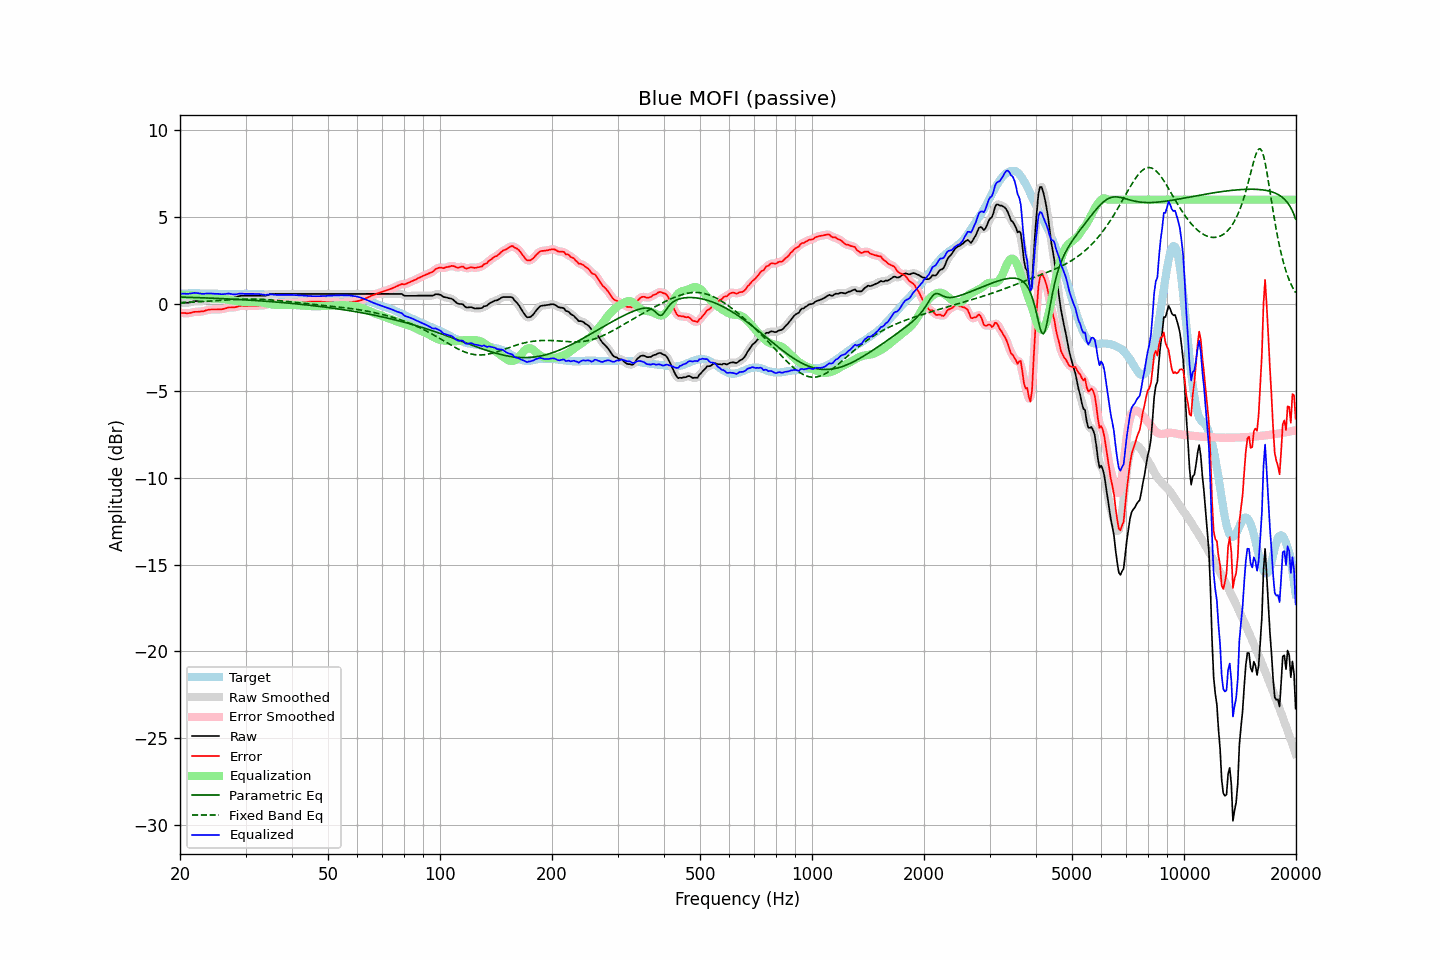 Blue MOFI (passive)
10
5
0
−5
−10
−15
−20
−25
−30
Amplitude (dBr)
Target
Raw Smoothed
Error Smoothed
Raw
Error
Equalization
Parametric Eq
Fixed Band Eq
Equalized
20 50 100 200 500 1000 2000 5000 10000 20000
Frequency (Hz)